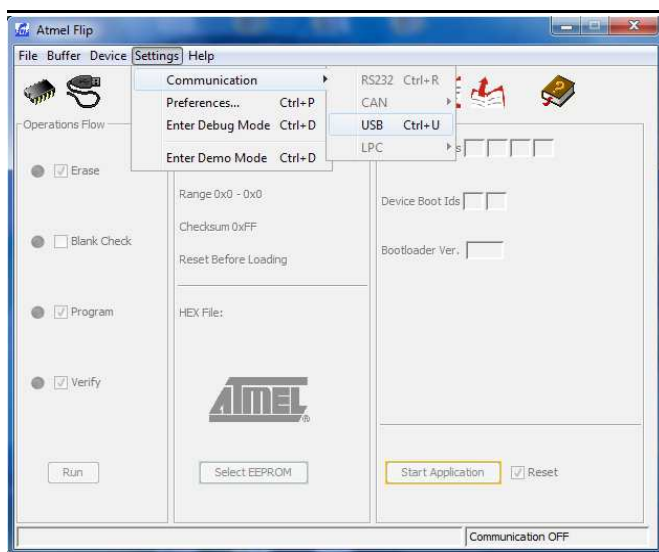 Atmel Flip
File Buffer Device Settings Help
Communication
Preferences... Ctrl+P
Enter Debug Mode Ctrl+D
Enter Demo Mode Ctrl+D
RS232 Ctrl+R
CAN
USB Ctrl+U
LPC
Operations Flow
Erase
Blank Check
Program
Verify
Run
Range 0x0 - 0x0
Checksum 0xFF
Reset Before Loading
HEX File:
ATMEL
®
Select EEPROM
Device Boot Ids
Bootloader Ver.
Start Application
Reset
Communication OFF